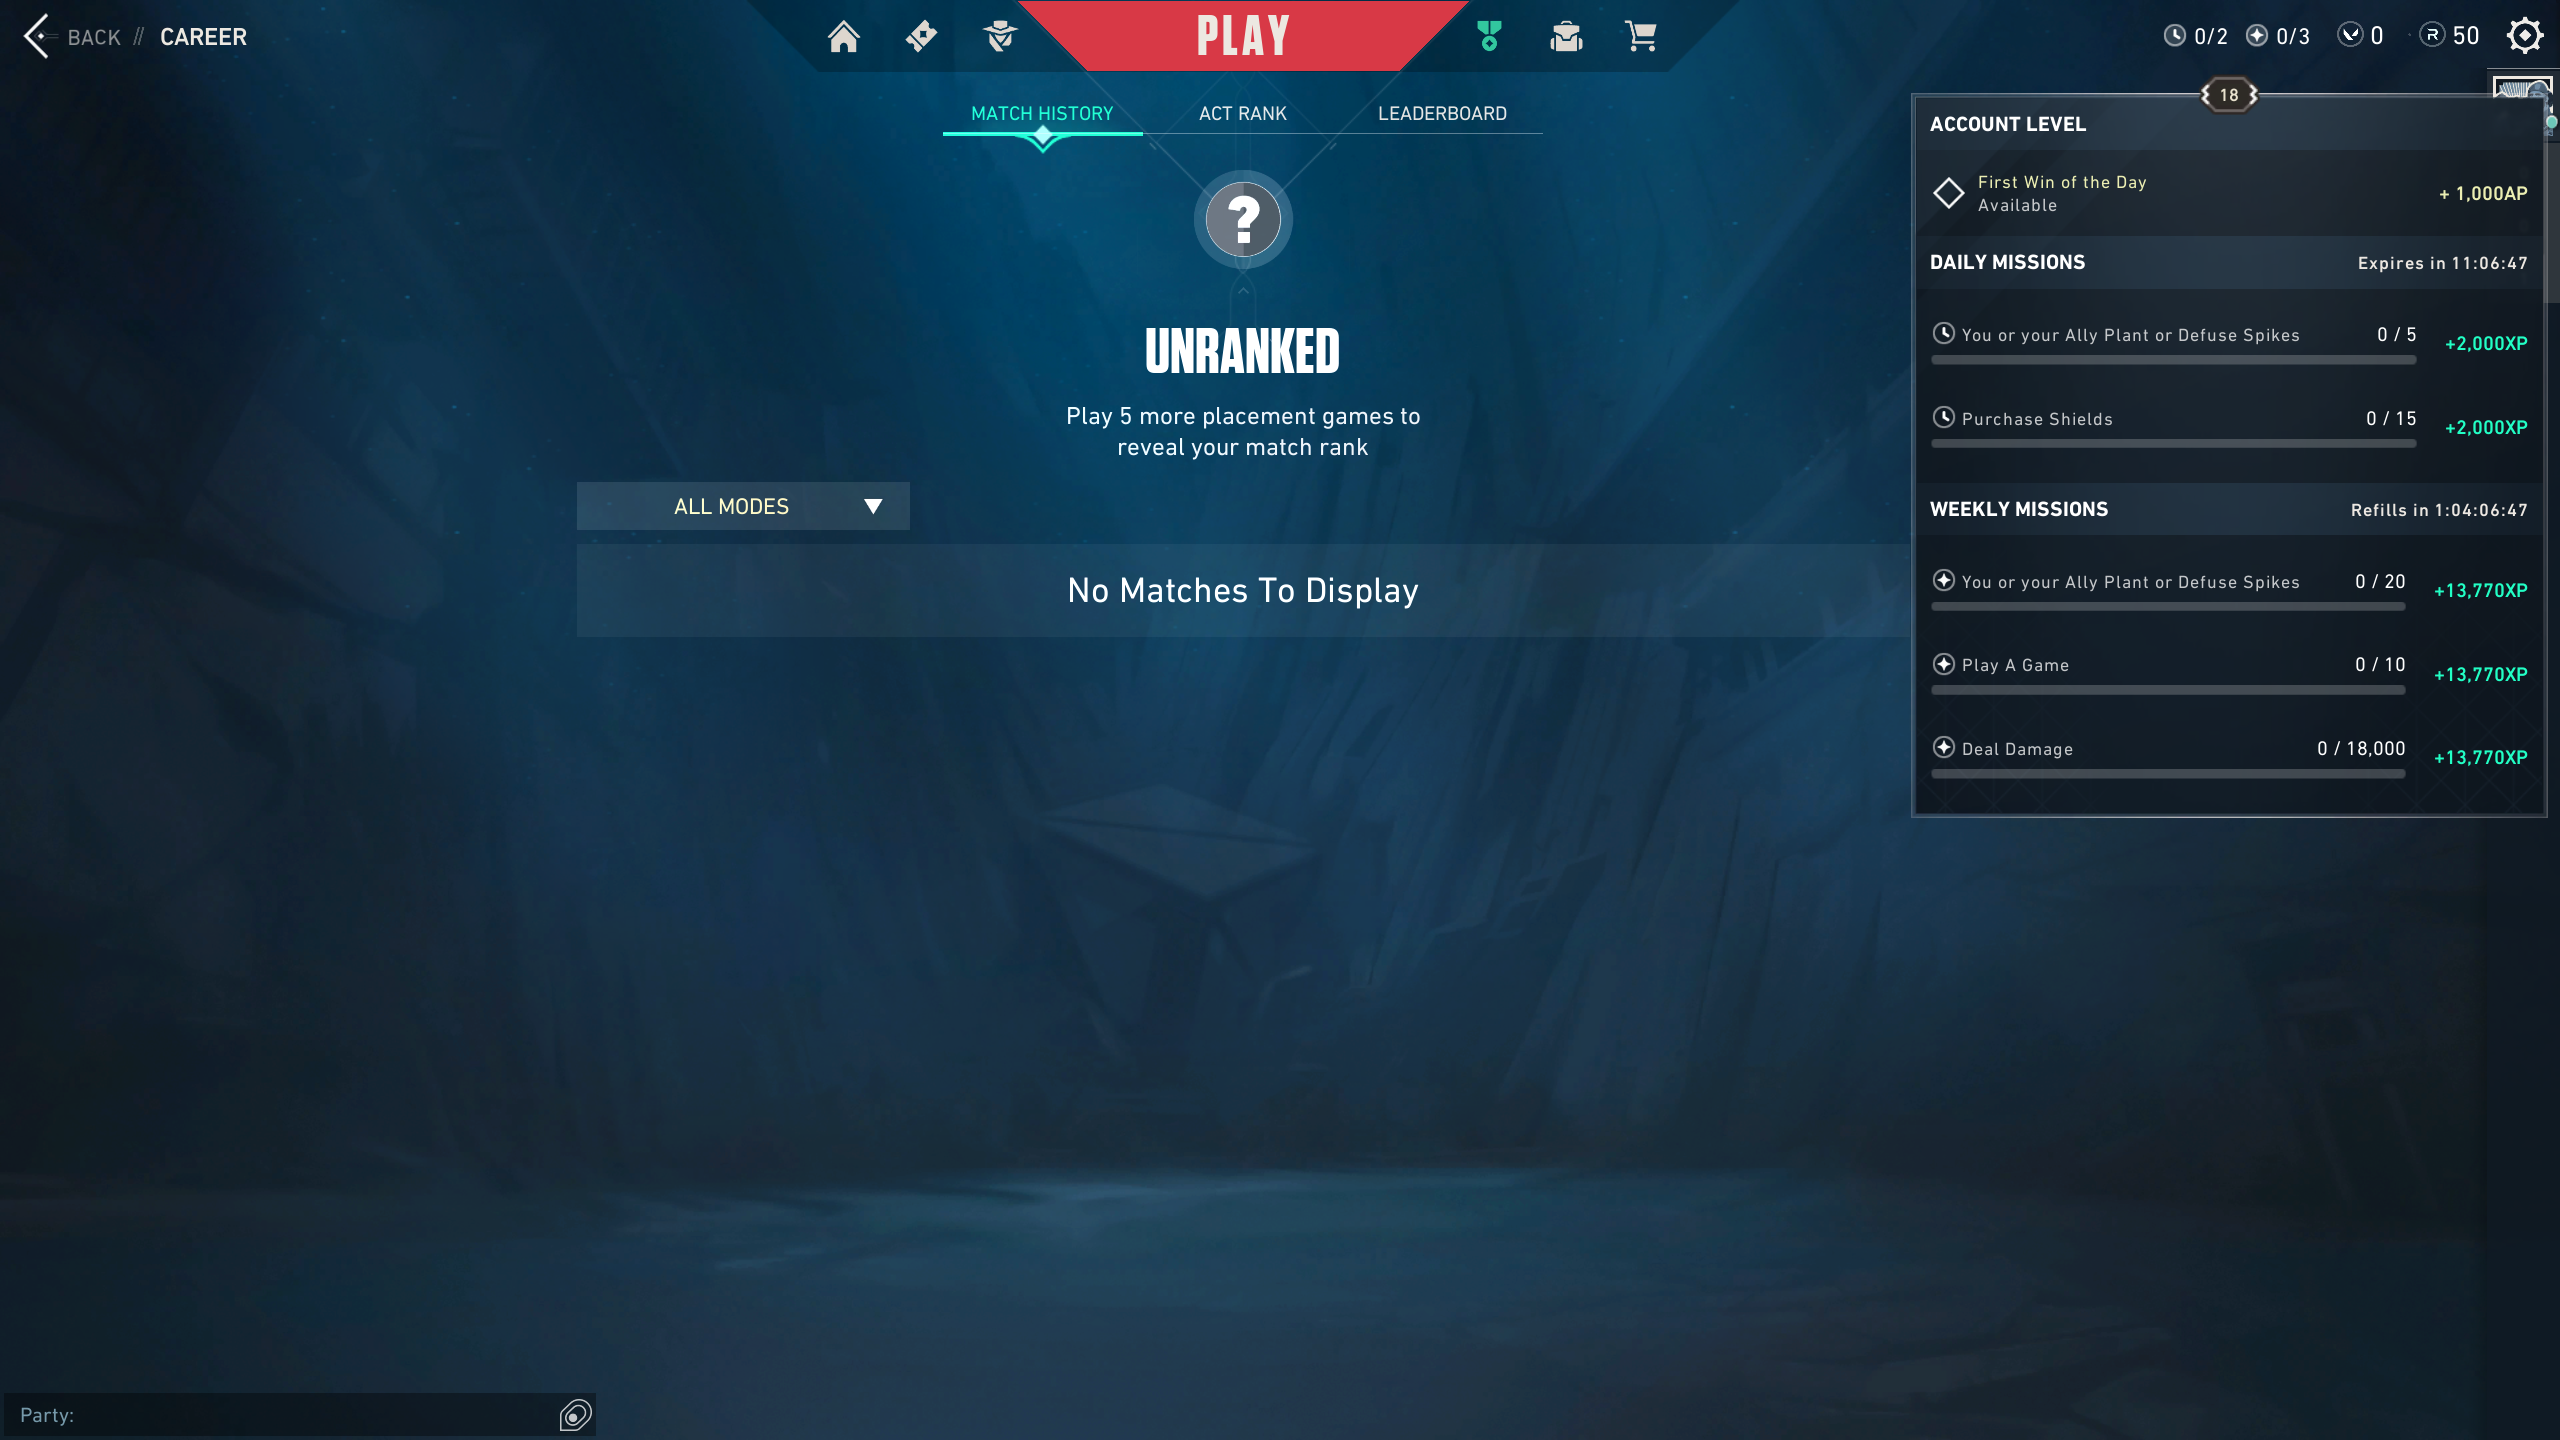 BACK // CAREER
PLAY
0/2 0/3 0 50
MATCH HISTORY ACT RANK LEADERBOARD
?
UNRANKED
Play 5 more placement games to
reveal your match rank
ALL MODES
No Matches To Display
18
ACCOUNT LEVEL
First Win of the Day
Available
+ 1,000AP
DAILY MISSIONS Expires in 11:06:47
You or your Ally Plant or Defuse Spikes 0 / 5 +2,000XP
Purchase Shields 0 / 15 +2,000XP
WEEKLY MISSIONS Refills in 1:04:06:47
You or your Ally Plant or Defuse Spikes 0 / 20 +13,770XP
Play A Game 0 / 10 +13,770XP
Deal Damage 0 / 18,000 +13,770XP
Party: